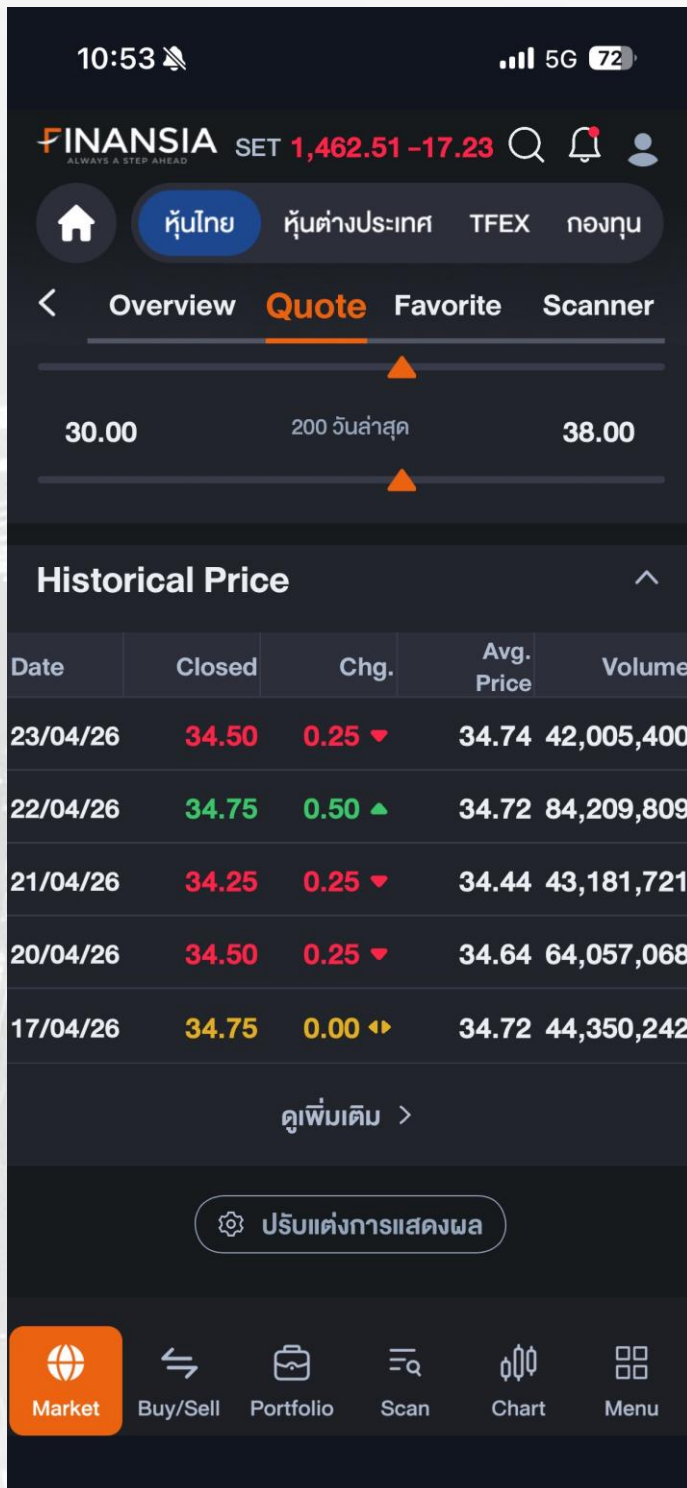 10:53
5G 72
FINANSIA SET 1,462.51 -17.23
ALWAYS A STEP AHEAD
หุ้นไทย หุ้นต่างประเทศ TFEX กองทุน
Overview Quote Favorite Scanner
30.00 200 วันล่าสุด 38.00
Historical Price
Date Closed Chg. Avg. Price Volume
23/04/26 34.50 0.25 34.74 42,005,400
22/04/26 34.75 0.50 34.72 84,209,809
21/04/26 34.25 0.25 34.44 43,181,721
20/04/26 34.50 0.25 34.64 64,057,068
17/04/26 34.75 0.00 34.72 44,350,242
ดูเพิ่มเติม
ปรับแต่งการแสดงผล
Market Buy/Sell Portfolio Scan Chart Menu